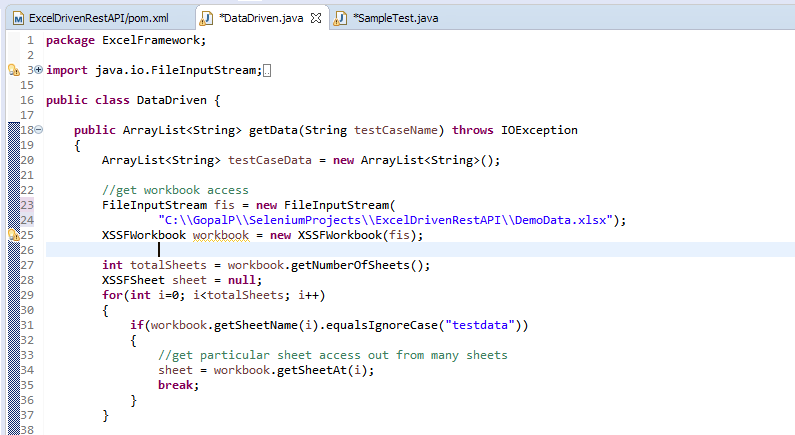 ExcelDrivenRestAPI/pom.xml *DataDriven.java *SampleTest.java
1 package ExcelFramework;
2
3 import java.io.FileInputStream;
15
16 public class DataDriven {
17
18 public ArrayList<String> getData(String testCaseName) throws IOException
19 {
20 ArrayList<String> testCaseData = new ArrayList<String>();
21
22 //get workbook access
23 FileInputStream fis = new FileInputStream(
24 "C:\\GopalP\\SeleniumProjects\\ExcelDrivenRestAPI\\DemoData.xlsx");
25 XSSFWorkbook workbook = new XSSFWorkbook(fis);
26
27 int totalSheets = workbook.getNumberOfSheets();
28 XSSFSheet sheet = null;
29 for(int i=0; i<totalSheets; i++)
30 {
31 if(workbook.getSheetName(i).equalsIgnoreCase("testdata"))
32 {
33 //get particular sheet access out from many sheets
34 sheet = workbook.getSheetAt(i);
35 break;
36 }
37 }
38